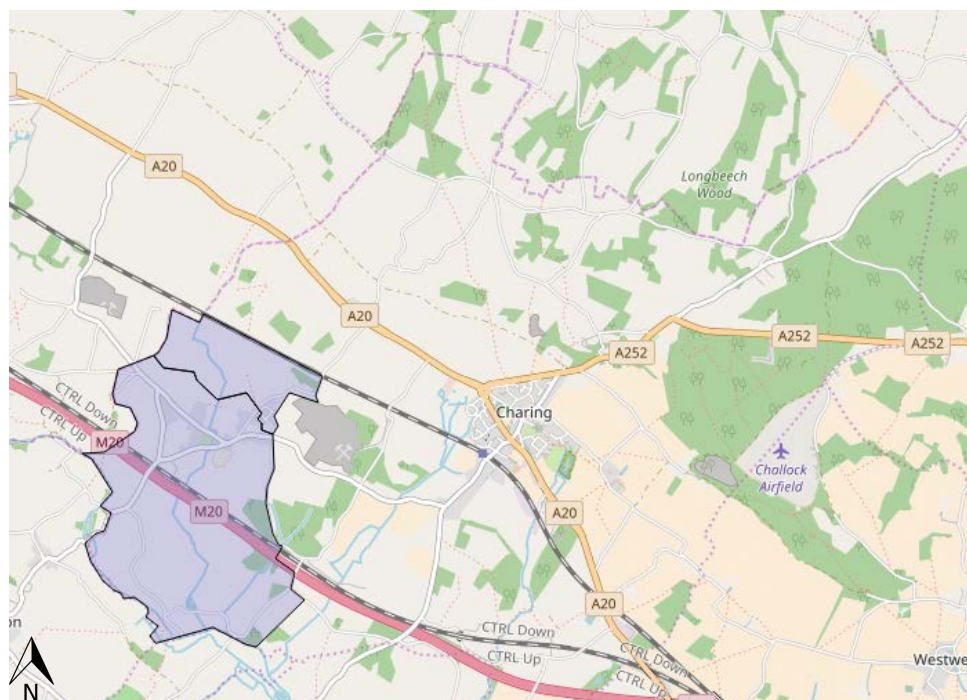 A20
Longbeech
Wood
A20
A252
A252
A252
CTRL Down
CTRL Up
M20
Charing
Challock
Airfield
M20
A20
A20
on
CTRL Down
CTRL Up
CTRL Down
CTRL Up
Westwe
N